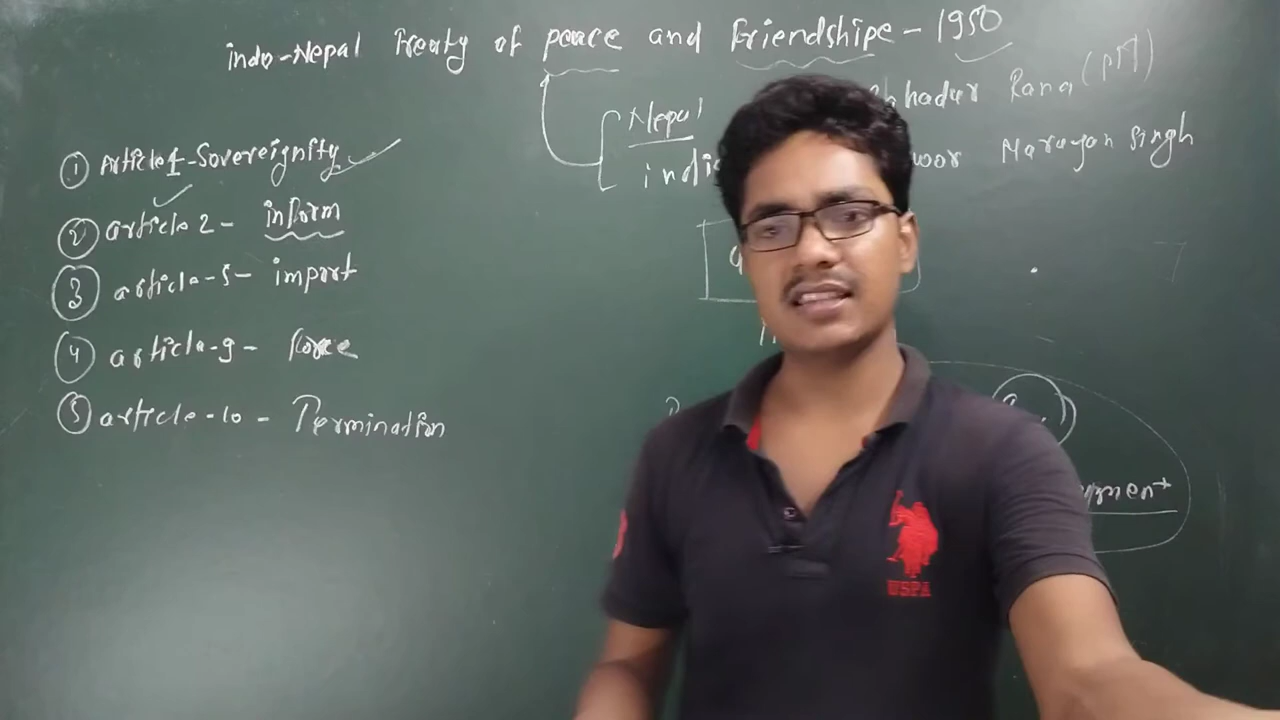 indo-Nepal Treaty of peace and Friendshipe - 1950
Nepal hhadur Rana (PM)
indi Narayan Singh
① Article 1 - Sovereignity
② article 2 - inform
③ article - 5 - import
④ article - 9 - Force
⑤ article - 10 - Termination
USPA